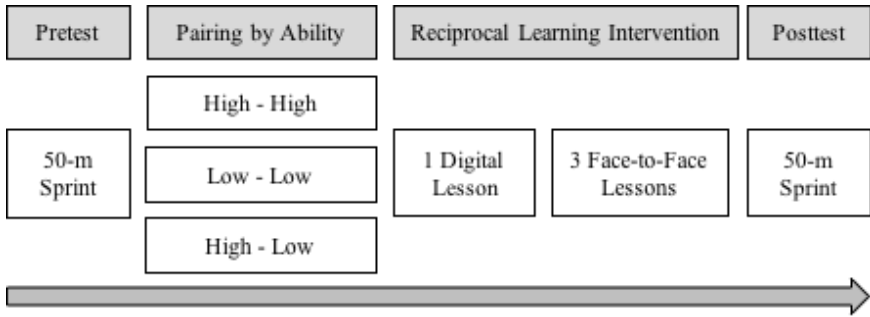 Pretest
Pairing by Ability
Reciprocal Learning Intervention
Posttest
High - High
50-m
Sprint
Low - Low
1 Digital
Lesson
3 Face-to-Face
Lessons
50-m
Sprint
High - Low